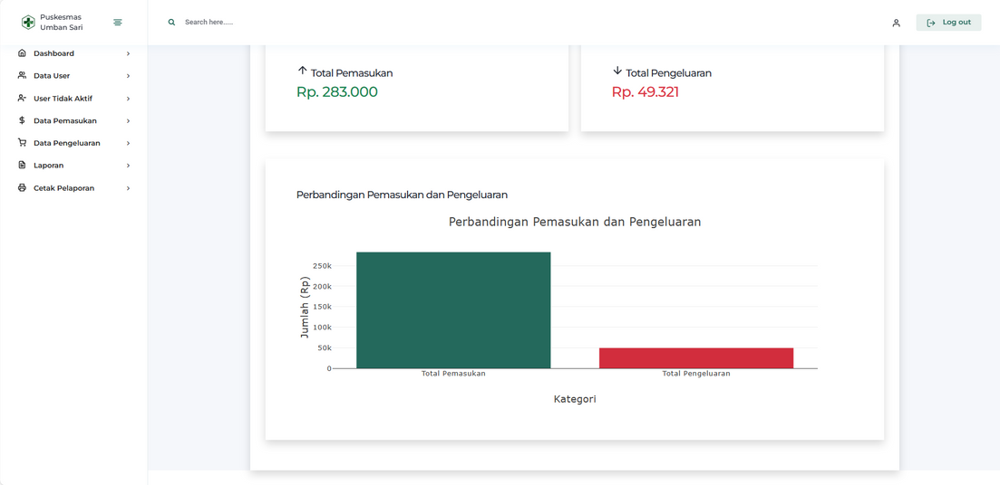 Puskesmas
Umban Sari
Search here.....
Log out
Dashboard
Data User
User Tidak Aktif
Data Pemasukan
Data Pengeluaran
Laporan
Cetak Pelaporan
Total Pemasukan
Rp. 283.000
Total Pengeluaran
Rp. 49.321
Perbandingan Pemasukan dan Pengeluaran
Perbandingan Pemasukan dan Pengeluaran
Jumlah (Rp)
250k
200k
150k
100k
50k
0
Total Pemasukan
Total Pengeluaran
Kategori